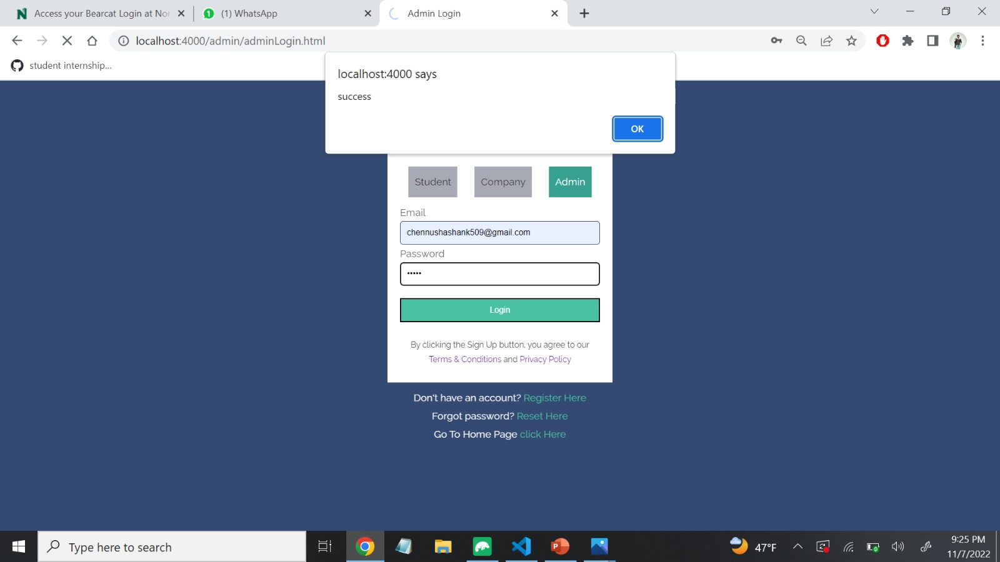 Access your Bearcat Login at Nor
(1) WhatsApp
Admin Login
localhost:4000/admin/adminLogin.html
student internship...
localhost:4000 says
success
OK
Student
Company
Admin
Email
chennushashank509@gmail.com
Password
•••••
Login
By clicking the Sign Up button, you agree to our
Terms & Conditions and Privacy Policy
Don't have an account? Register Here
Forgot password? Reset Here
Go To Home Page click Here
Type here to search
47°F
9:25 PM
11/7/2022